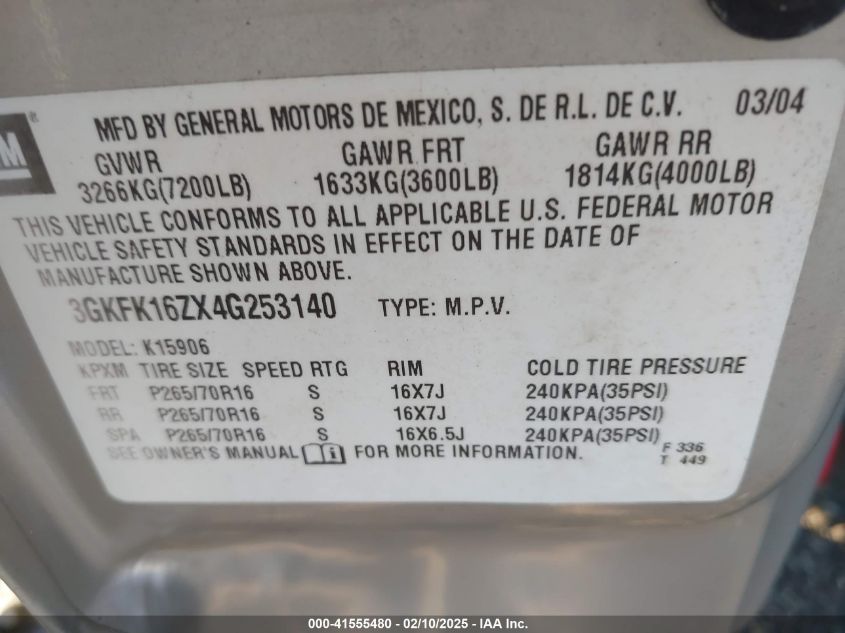 M ®
MFD BY GENERAL MOTORS DE MEXICO, S. DE R.L. DE C.V. 03/04
GVWR GAWR FRT GAWR RR
3266KG(7200LB) 1633KG(3600LB) 1814KG(4000LB)
THIS VEHICLE CONFORMS TO ALL APPLICABLE U.S. FEDERAL MOTOR
VEHICLE SAFETY STANDARDS IN EFFECT ON THE DATE OF
MANUFACTURE SHOWN ABOVE.
3GKFK16ZX4G253140 TYPE: M.P.V.
MODEL: K15906
KPXM TIRE SIZE SPEED RTG RIM COLD TIRE PRESSURE
FRT P265/70R16 S 16X7J 240KPA(35PSI)
RR P265/70R16 S 16X7J 240KPA(35PSI)
SPA P265/70R16 S 16X6.5J 240KPA(35PSI)
SEE OWNER'S MANUAL i FOR MORE INFORMATION. F 336
T 449
000-41555480 - 02/10/2025 - IAA Inc.